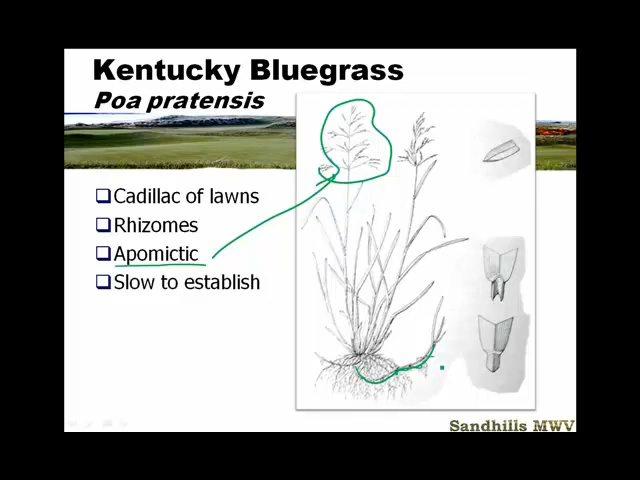 Kentucky Bluegrass
Poa pratensis
Cadillac of lawns
Rhizomes
Apomictic
Slow to establish
Sandhills MWV